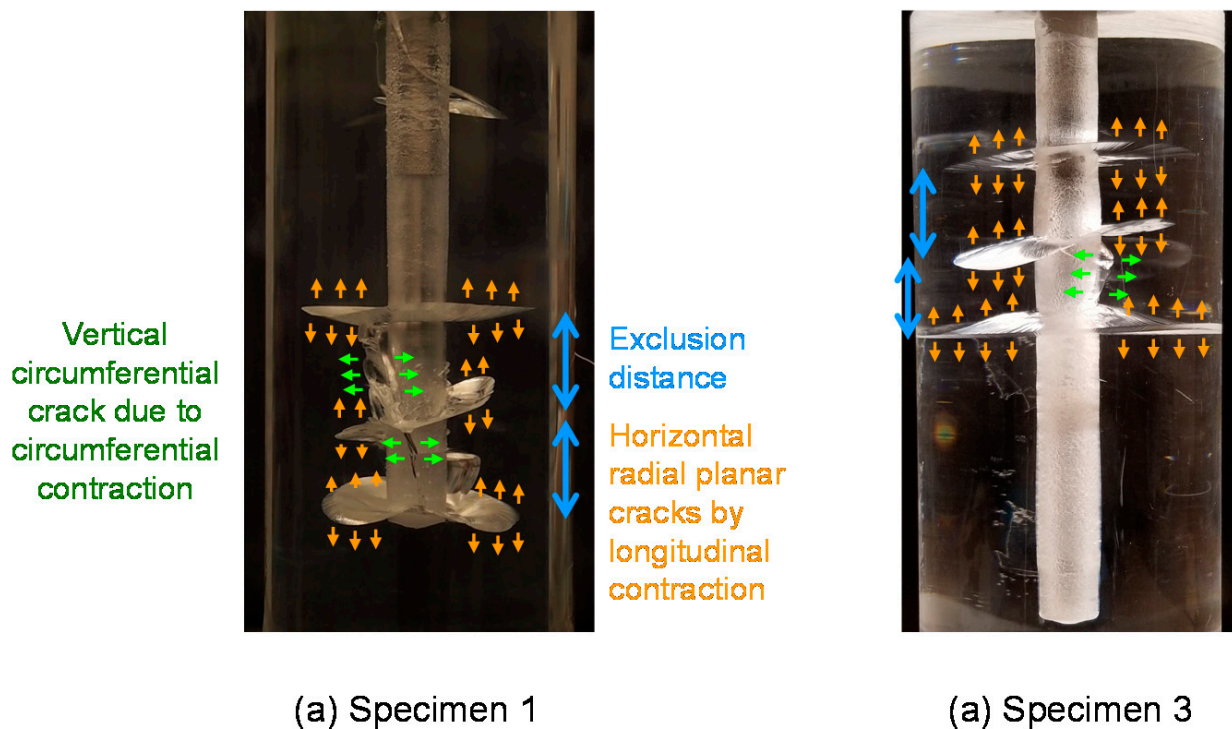 Vertical
circumferential
crack due to
circumferential
contraction
Exclusion
distance
Horizontal
radial planar
cracks by
longitudinal
contraction
(a) Specimen 1
(a) Specimen 3